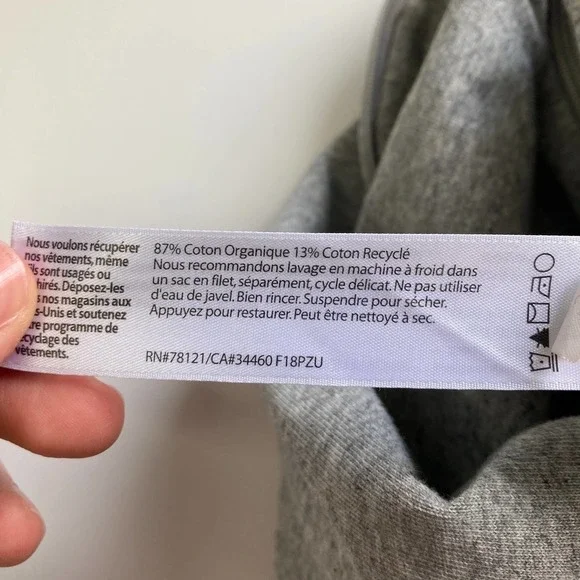 Nous voulons récupérer
nos vêtements, même
ils sont usagés ou
Déposez-les
nos magasins aux
-Unis et soutenez
programme de
cyclage des
vêtements.
87% Coton Organique 13% Coton Recyclé
Nous recommandons lavage en machine à froid dans
un sac en filet, séparément, cycle délicat. Ne pas utiliser
d'eau de javel. Bien rincer. Suspendre pour sécher.
Appuyez pour restaurer. Peut être nettoyé à sec.
RN#78121/CA#34460 F18PZU